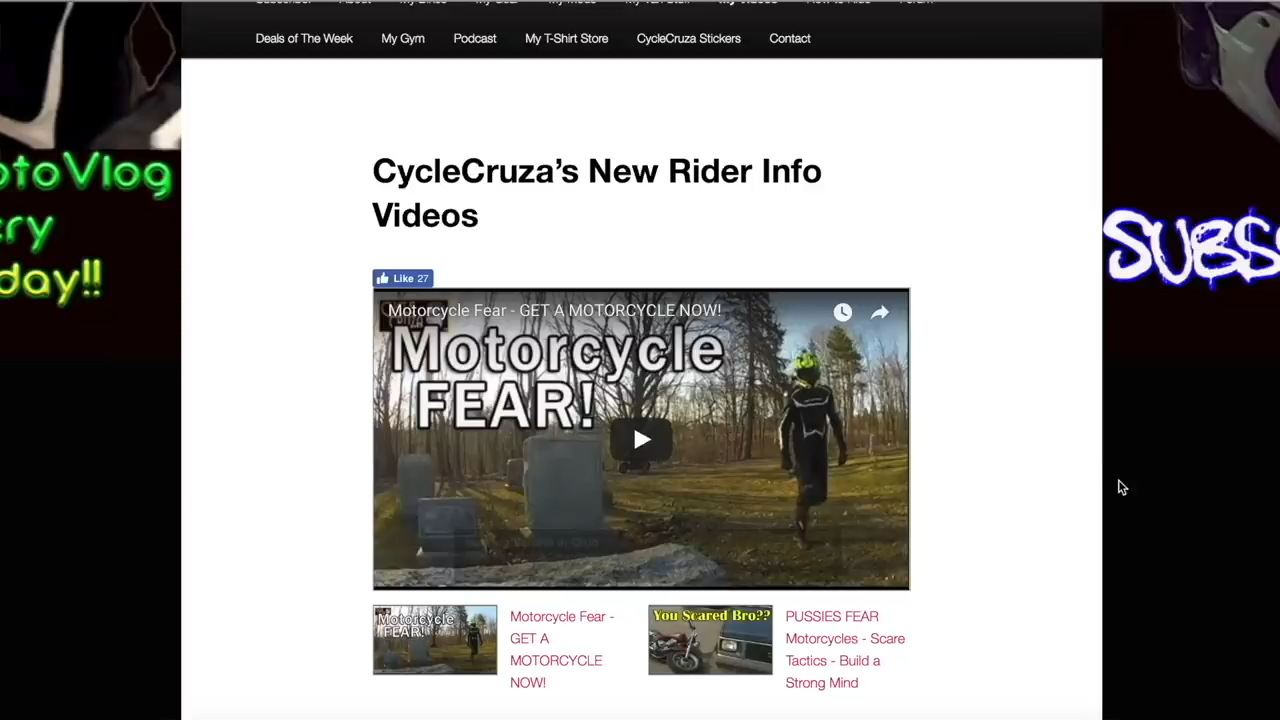 Deals of The Week My Gym Podcast My T-Shirt Store CycleCruza Stickers Contact
otoVlog
ery
day!!
SUBS
CycleCruza's New Rider Info
Videos
Like 27
Motorcycle Fear - GET A MOTORCYCLE NOW!
Motorcycle
FEAR!
Motorcycle
FEAR!
Motorcycle Fear -
GET A
MOTORCYCLE
NOW!
You Scared Bro??
PUSSIES FEAR
Motorcycles - Scare
Tactics - Build a
Strong Mind